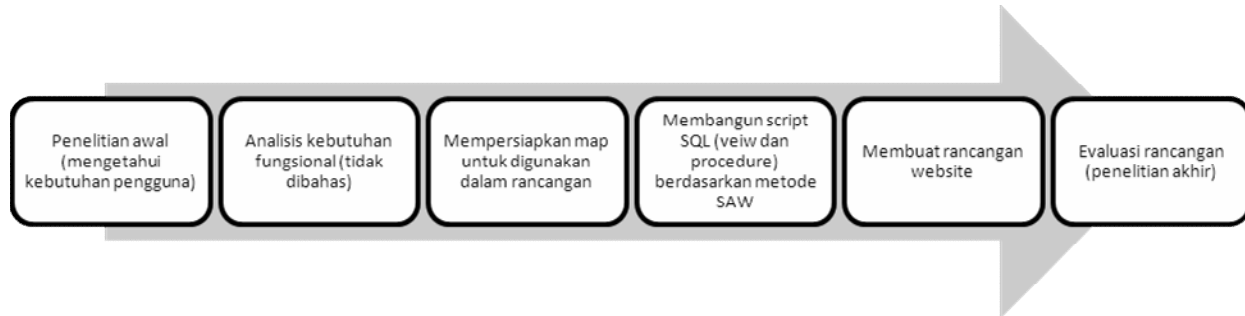 Penelitian awal
(mengetahui
kebutuhan pengguna)
Analisis kebutuhan
fungsional (tidak
dibahas)
Mempersiapkan map
untuk digunakan
dalam rancangan
Membangun script
SQL (veiw dan
procedure)
berdasarkan metode
SAW
Membuat rancangan
website
Evaluasi rancangan
(penelitian akhir)